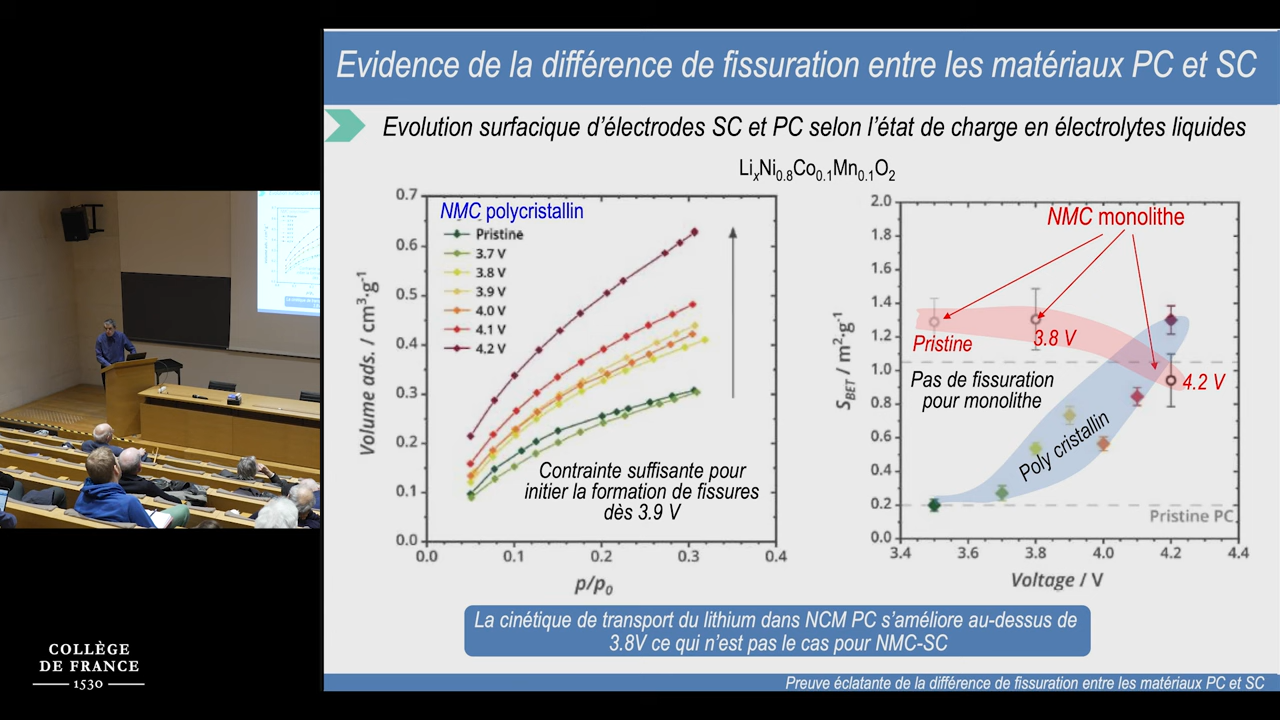 Evidence de la différence de fissuration entre les matériaux PC et SC
Evolution surfacique d'électrodes SC et PC selon l'état de charge en électrolytes liquides
LiₓNi₀.₈Co₀.₁Mn₀.₁O₂
NMC polycristallin
Pristine
3.7 V
3.8 V
3.9 V
4.0 V
4.1 V
4.2 V
0.7
0.6
0.5
0.4
0.3
0.2
0.1
0.0
Volume ads. / cm³·g⁻¹
Contrainte suffisante pour
initier la formation de fissures
dès 3.9 V
0.0 0.1 0.2 0.3 0.4
p/p₀
2.0
1.8
1.6
1.4
1.2
1.0
0.8
0.6
0.4
0.2
0.0
S_BET / m²·g⁻¹
NMC monolithe
Pristine
3.8 V
4.2 V
Pas de fissuration
pour monolithe
Poly cristallin
Pristine PC
3.4 3.6 3.8 4.0 4.2 4.4
Voltage / V
La cinétique de transport du lithium dans NCM PC s'améliore au-dessus de
3.8V ce qui n'est pas le cas pour NMC-SC
Preuve éclatante de la différence de fissuration entre les matériaux PC et SC
COLLÈGE
DE FRANCE
1530